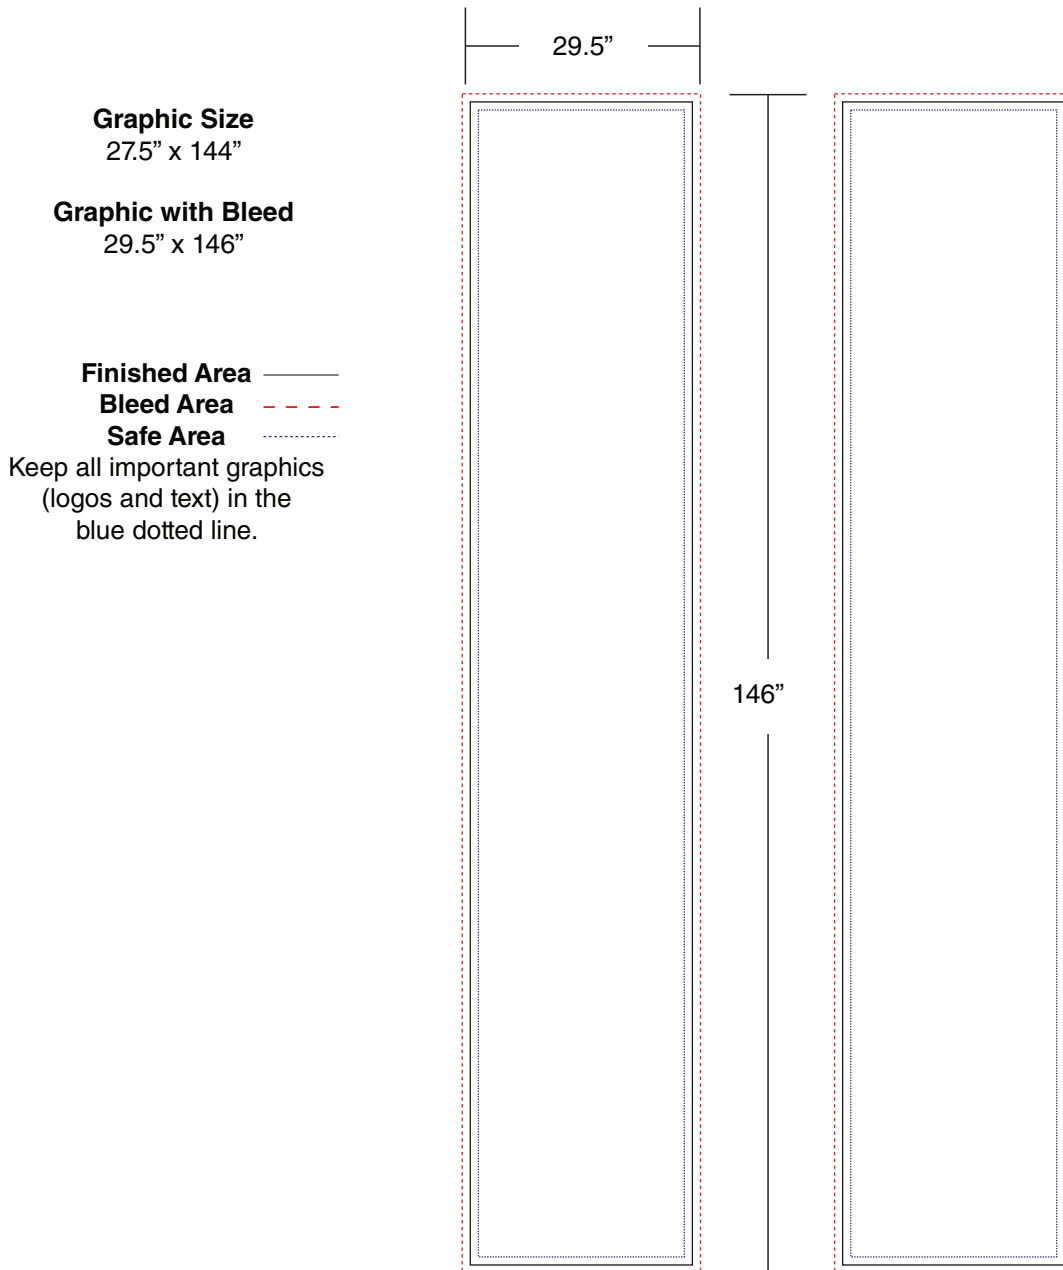 29.5”
Graphic Size
27.5” x 144”
Graphic with Bleed
29.5” x 146”
Finished Area
Bleed Area
Safe Area
Keep all important graphics
(logos and text) in the
blue dotted line.
146”